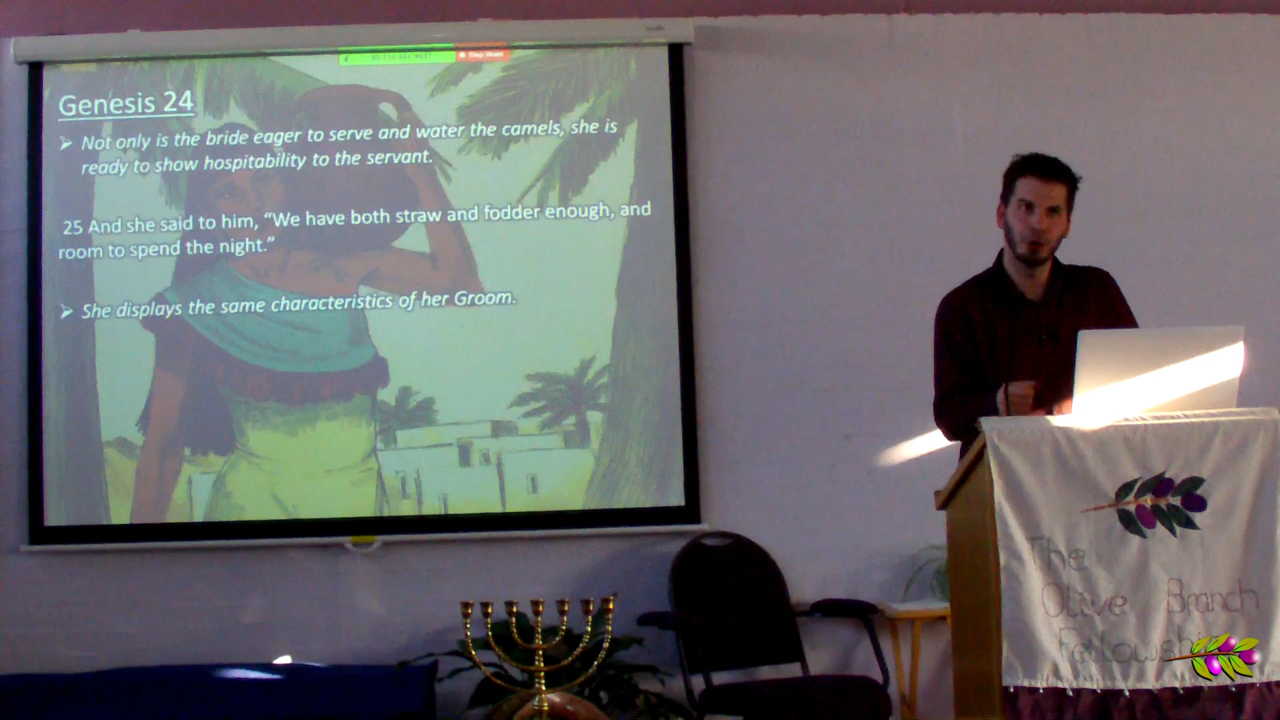 Genesis 24
➢ Not only is the bride eager to serve and water the camels, she is
ready to show hospitability to the servant.
25 And she said to him, “We have both straw and fodder enough, and
room to spend the night.”
➢ She displays the same characteristics of her Groom.
Stop Share
The
Olive Branch
Fellowship